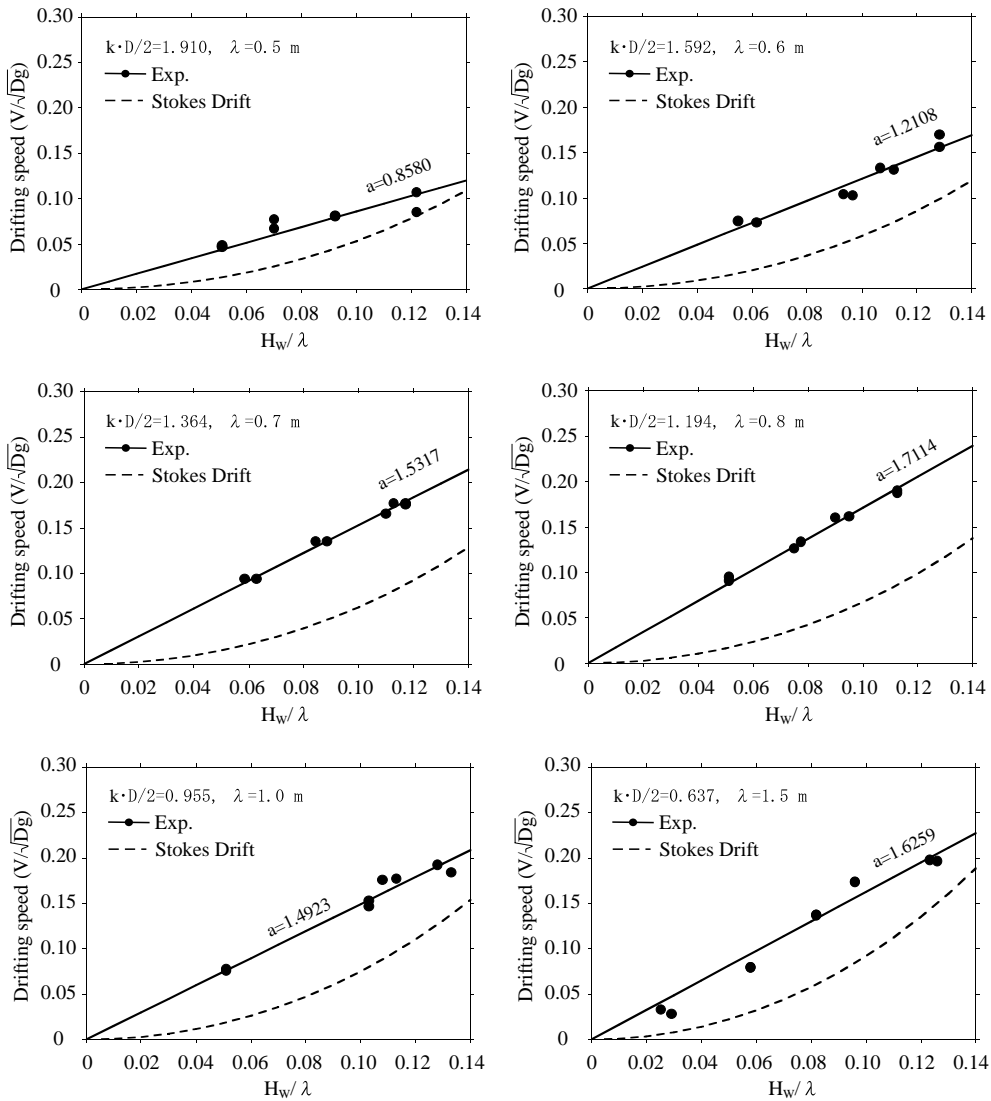 0.30
0.25
0.20
0.15
0.10
0.05
0
Drifting speed (V/√Dg)
k·D/2=1.910, λ=0.5 m
Exp.
Stokes Drift
a=0.8580
0 0.02 0.04 0.06 0.08 0.10 0.12 0.14
HW/ λ
0.30
0.25
0.20
0.15
0.10
0.05
0
Drifting speed (V/√Dg)
k·D/2=1.592, λ=0.6 m
Exp.
Stokes Drift
a=1.2108
0 0.02 0.04 0.06 0.08 0.10 0.12 0.14
HW/ λ
0.30
0.25
0.20
0.15
0.10
0.05
0
Drifting speed (V/√Dg)
k·D/2=1.364, λ=0.7 m
Exp.
Stokes Drift
a=1.5317
0 0.02 0.04 0.06 0.08 0.10 0.12 0.14
HW/ λ
0.30
0.25
0.20
0.15
0.10
0.05
0
Drifting speed (V/√Dg)
k·D/2=1.194, λ=0.8 m
Exp.
Stokes Drift
a=1.7114
0 0.02 0.04 0.06 0.08 0.10 0.12 0.14
HW/ λ
0.30
0.25
0.20
0.15
0.10
0.05
0
Drifting speed (V/√Dg)
k·D/2=0.955, λ=1.0 m
Exp.
Stokes Drift
a=1.4923
0 0.02 0.04 0.06 0.08 0.10 0.12 0.14
HW/ λ
0.30
0.25
0.20
0.15
0.10
0.05
0
Drifting speed (V/√Dg)
k·D/2=0.637, λ=1.5 m
Exp.
Stokes Drift
a=1.6259
0 0.02 0.04 0.06 0.08 0.10 0.12 0.14
HW/ λ